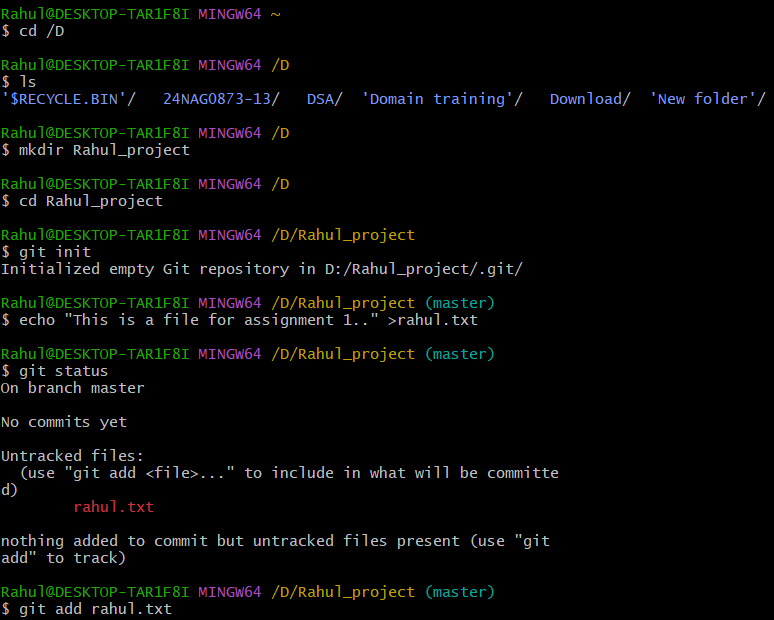 Rahul@DESKTOP-TAR1F8I MINGW64 ~
$ cd /D
Rahul@DESKTOP-TAR1F8I MINGW64 /D
$ ls
'$RECYCLE.BIN'/   24NAGO873-13/   DSA/  'Domain training'/   Download/  'New folder'/
Rahul@DESKTOP-TAR1F8I MINGW64 /D
$ mkdir Rahul_project
Rahul@DESKTOP-TAR1F8I MINGW64 /D
$ cd Rahul_project
Rahul@DESKTOP-TAR1F8I MINGW64 /D/Rahul_project
$ git init
Initialized empty Git repository in D:/Rahul_project/.git/
Rahul@DESKTOP-TAR1F8I MINGW64 /D/Rahul_project (master)
$ echo "This is a file for assignment 1.." >rahul.txt
Rahul@DESKTOP-TAR1F8I MINGW64 /D/Rahul_project (master)
$ git status
On branch master
No commits yet
Untracked files:
  (use "git add <file>..." to include in what will be committe
d)
        rahul.txt
nothing added to commit but untracked files present (use "git
add" to track)
Rahul@DESKTOP-TAR1F8I MINGW64 /D/Rahul_project (master)
$ git add rahul.txt